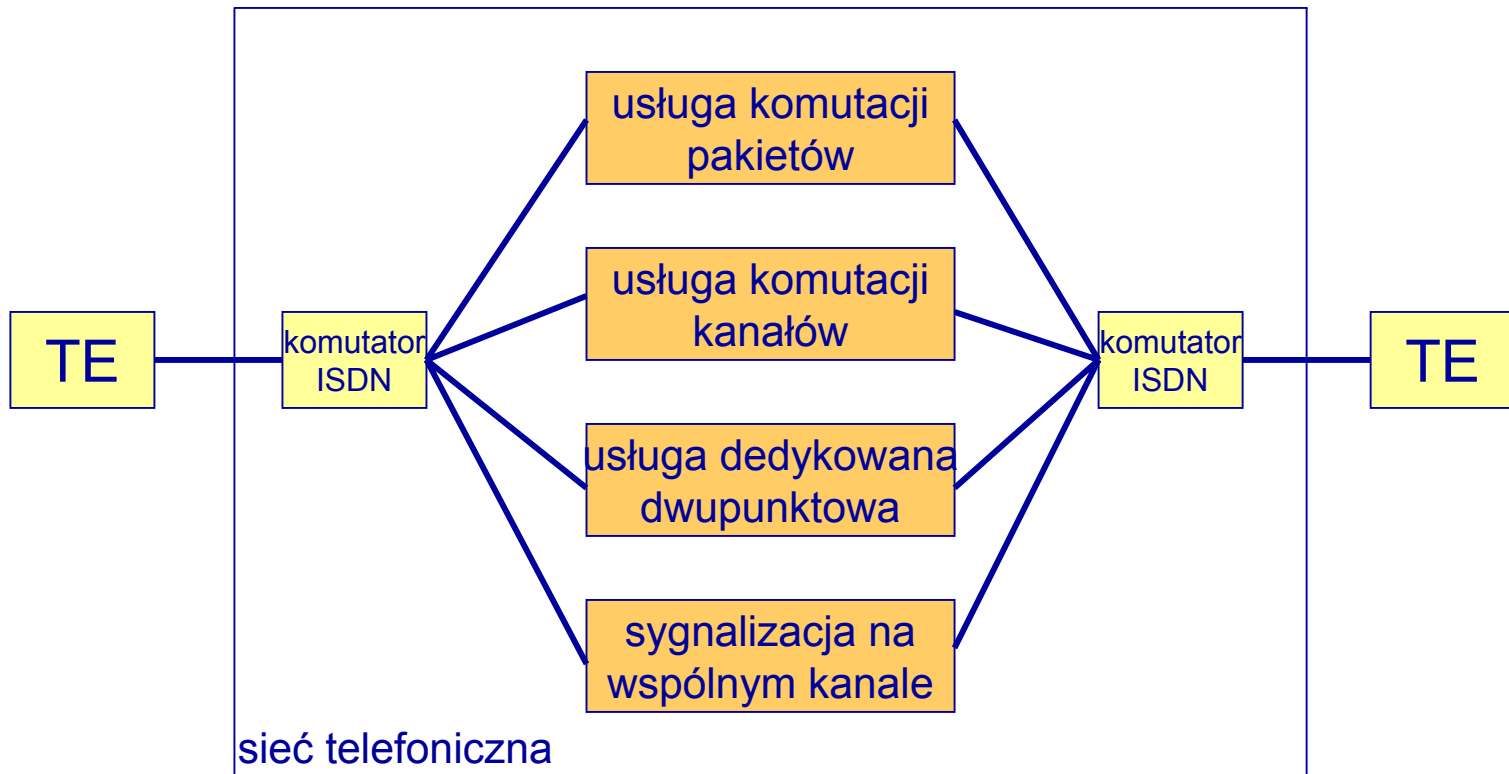 usługa komutacji
pakietów
usługa komutacji
kanałów
TE
komutator
ISDN
komutator
ISDN
TE
usługa dedykowana
dwupunktowa
sygnalizacja na
wspólnym kanale
sieć telefoniczna